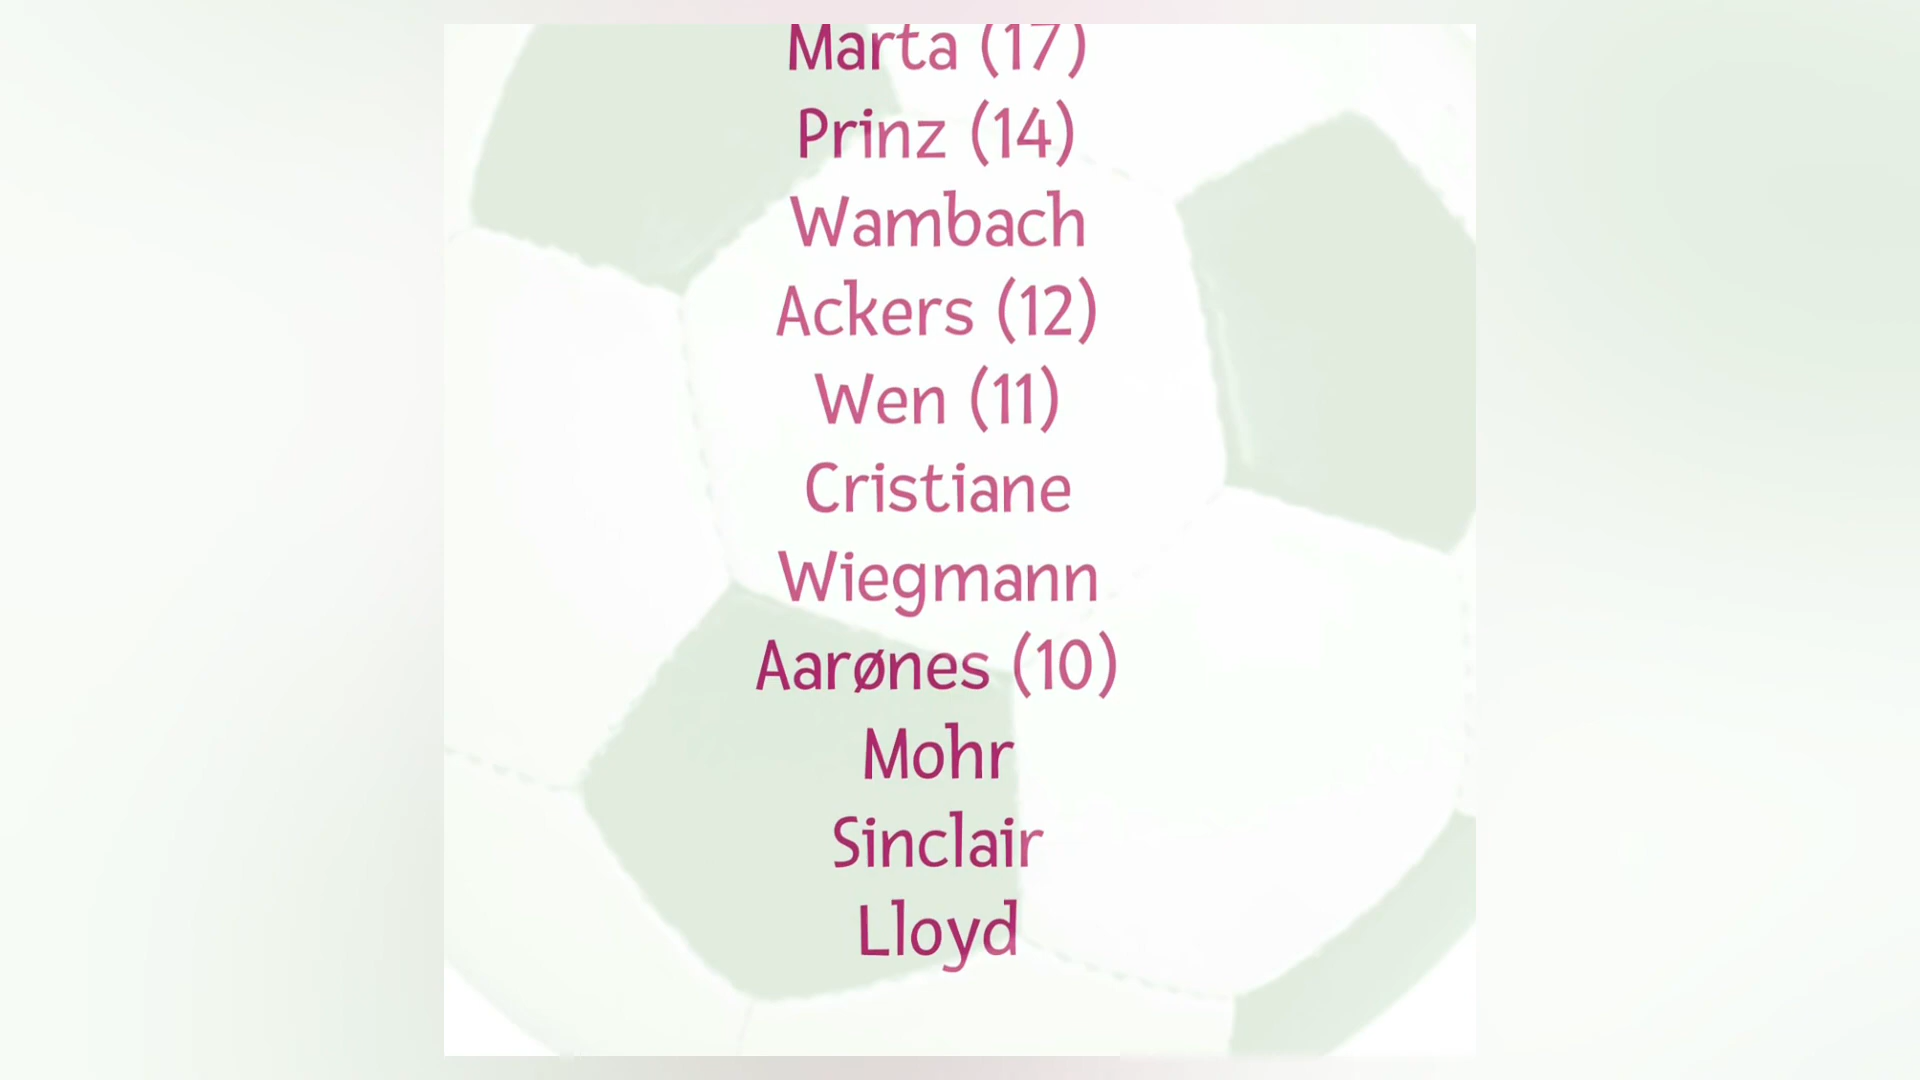 Marta (17)
Prinz (14)
Wambach
Ackers (12)
Wen (11)
Cristiane
Wiegmann
Aarønes (10)
Mohr
Sinclair
Lloyd